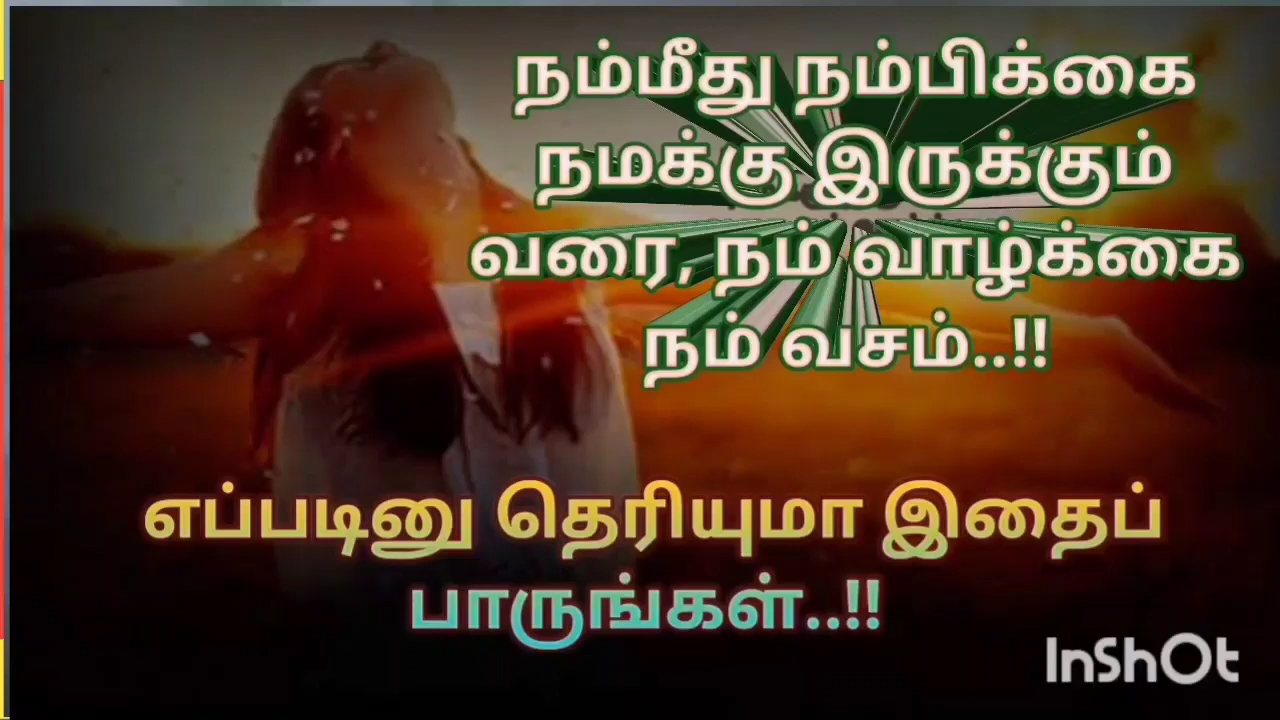 நம்மீது நம்பிக்கை
நமக்கு இருக்கும்
வரை, நம் வாழ்க்கை
நம் வசம்..!!
எப்படினு தெரியுமா இதைப்
பாருங்கள்..!!
InShOt